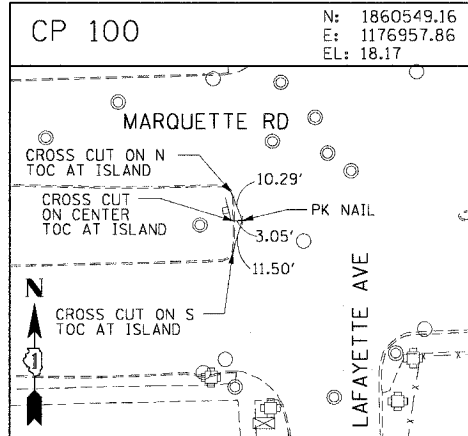 CP 100
N: 1860549.16
E: 1176957.86
EL: 18.17
MARQUETTE RD
CROSS CUT ON N
TOC AT ISLAND
10.29'
CROSS CUT
ON CENTER
TOC AT ISLAND
PK NAIL
3.05'
11.50'
N
CROSS CUT ON S
TOC AT ISLAND
LAFAYETTE AVE